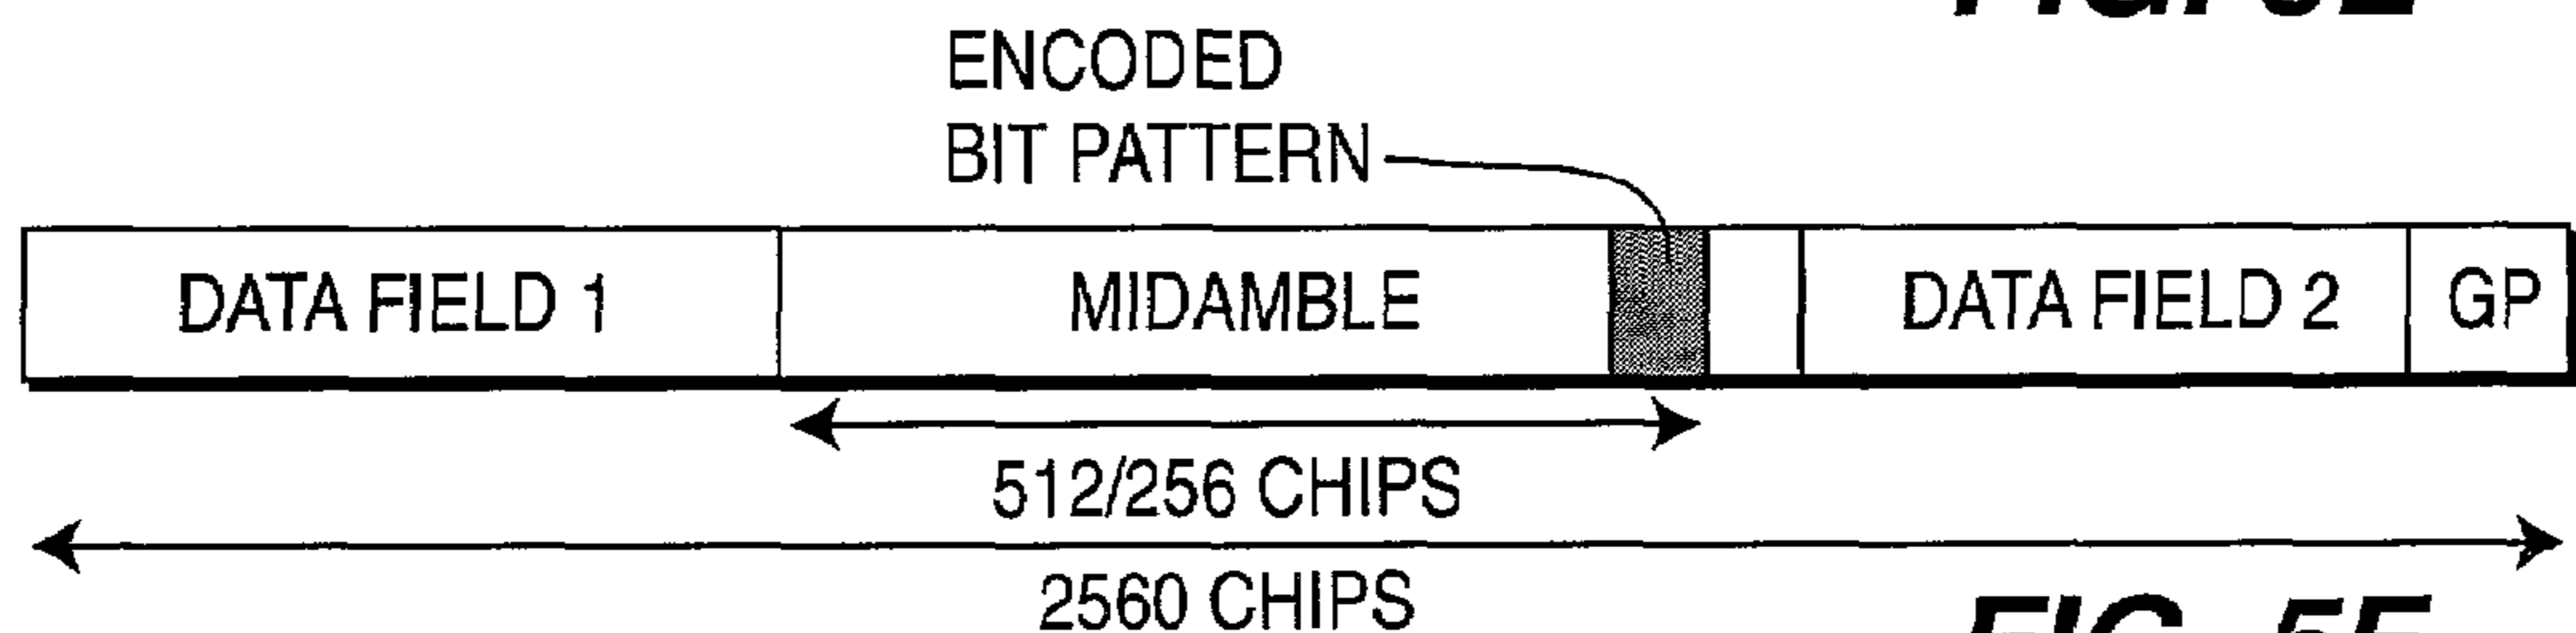 ENCODED
BIT PATTERN
DATA FIELD 1 MIDAMBLE DATA FIELD 2 GP
512/256 CHIPS
2560 CHIPS